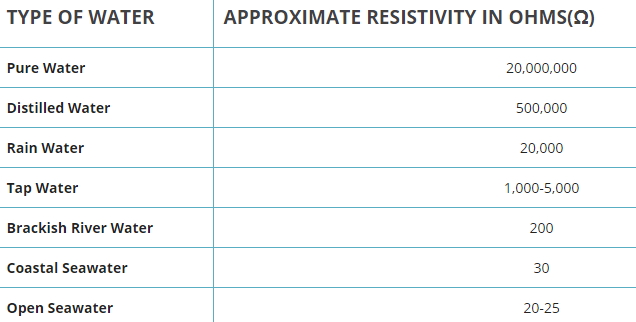 TYPE OF WATER APPROXIMATE RESISTIVITY IN OHMS(Ω)
Pure Water 20,000,000
Distilled Water 500,000
Rain Water 20,000
Tap Water 1,000-5,000
Brackish River Water 200
Coastal Seawater 30
Open Seawater 20-25